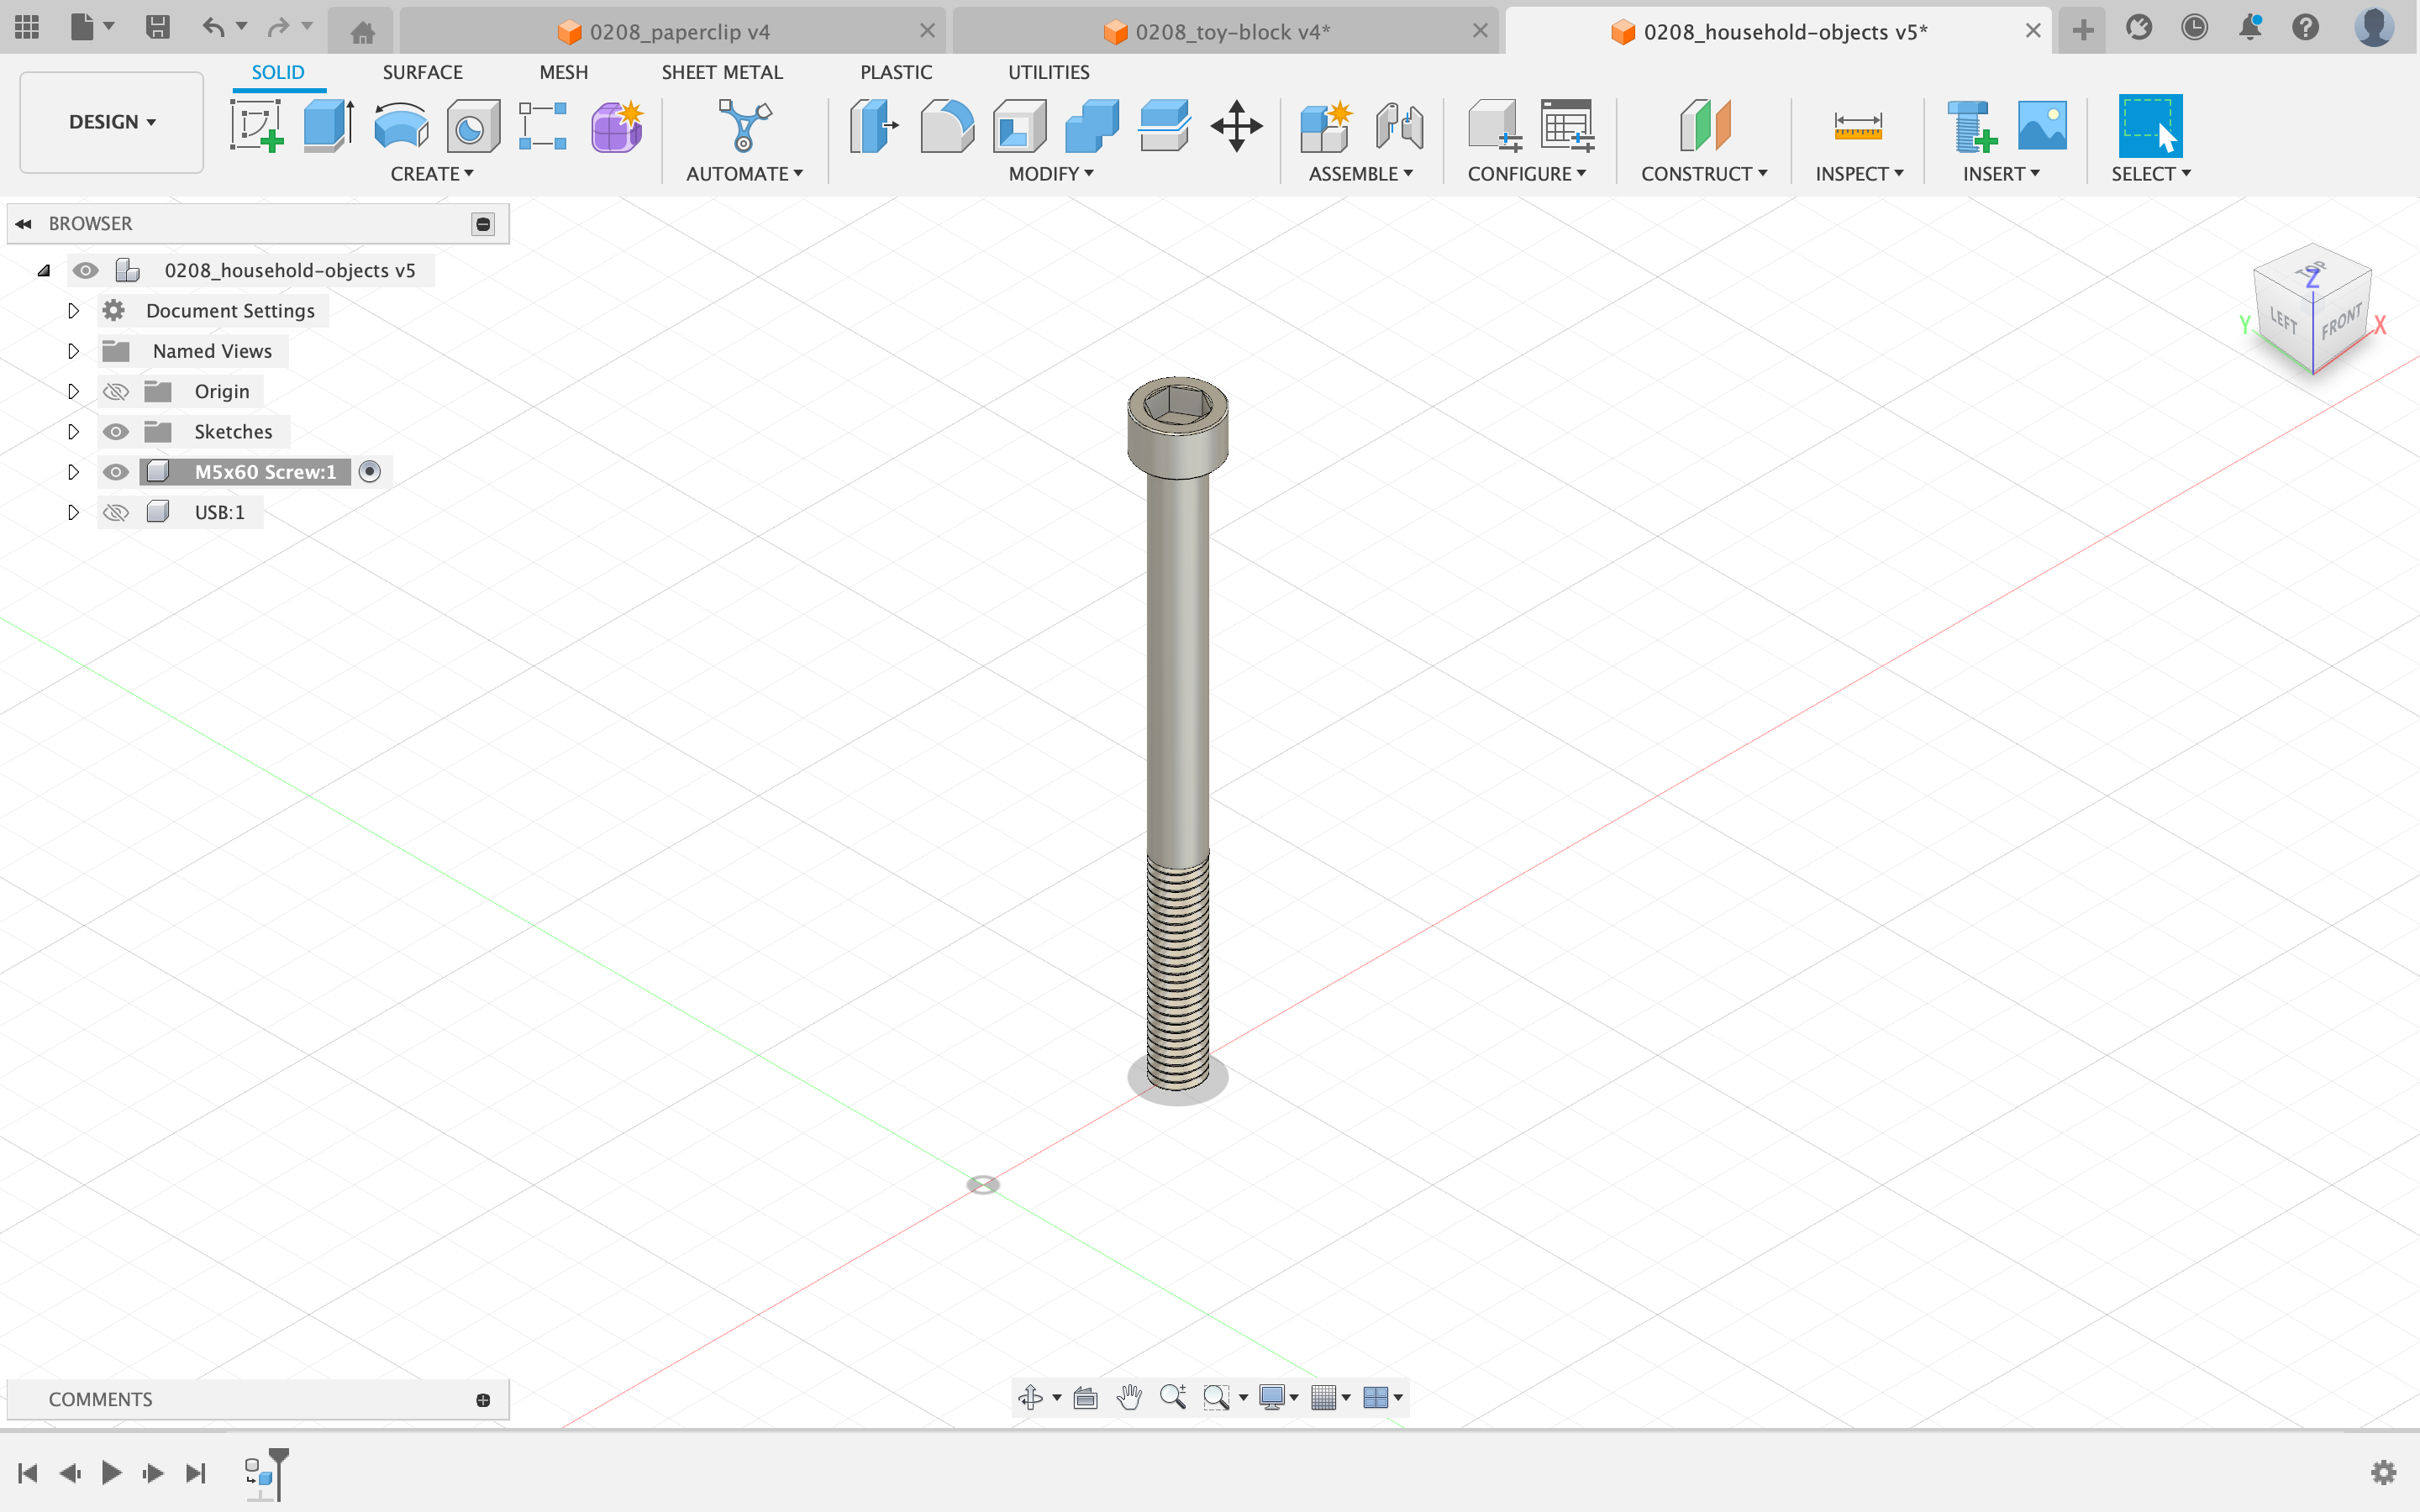 0208_paperclip v4
0208_toy-block v4*
0208_household-objects v5*
DESIGN
SOLID
SURFACE
MESH
SHEET METAL
PLASTIC
UTILITIES
CREATE
AUTOMATE
MODIFY
ASSEMBLE
CONFIGURE
CONSTRUCT
INSPECT
INSERT
SELECT
BROWSER
0208_household-objects v5
Document Settings
Named Views
Origin
Sketches
M5x60 Screw:1
USB:1
TOP
Z
LEFT
FRONT
Y
X
COMMENTS